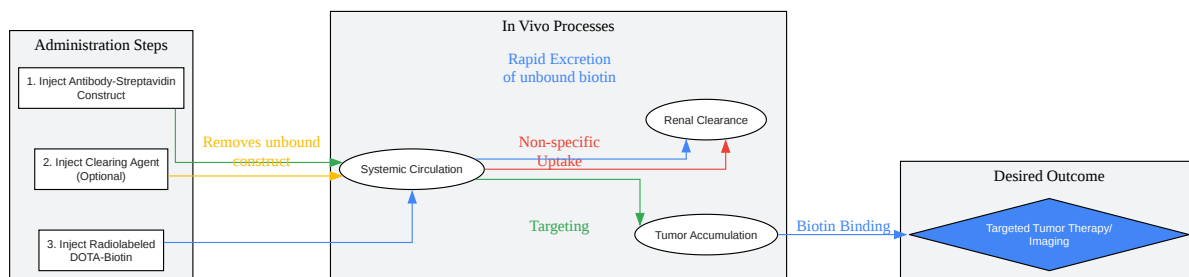 Administration Steps
1. Inject Antibody-Streptavidin
Construct
2. Inject Clearing Agent
(Optional)
3. Inject Radiolabeled
DOTA-Biotin
Removes unbound
construct
In Vivo Processes
Rapid Excretion
of unbound biotin
Renal Clearance
Non-specific
Uptake
Systemic Circulation
Targeting
Tumor Accumulation
Biotin Binding
Desired Outcome
Targeted Tumor Therapy/
Imaging